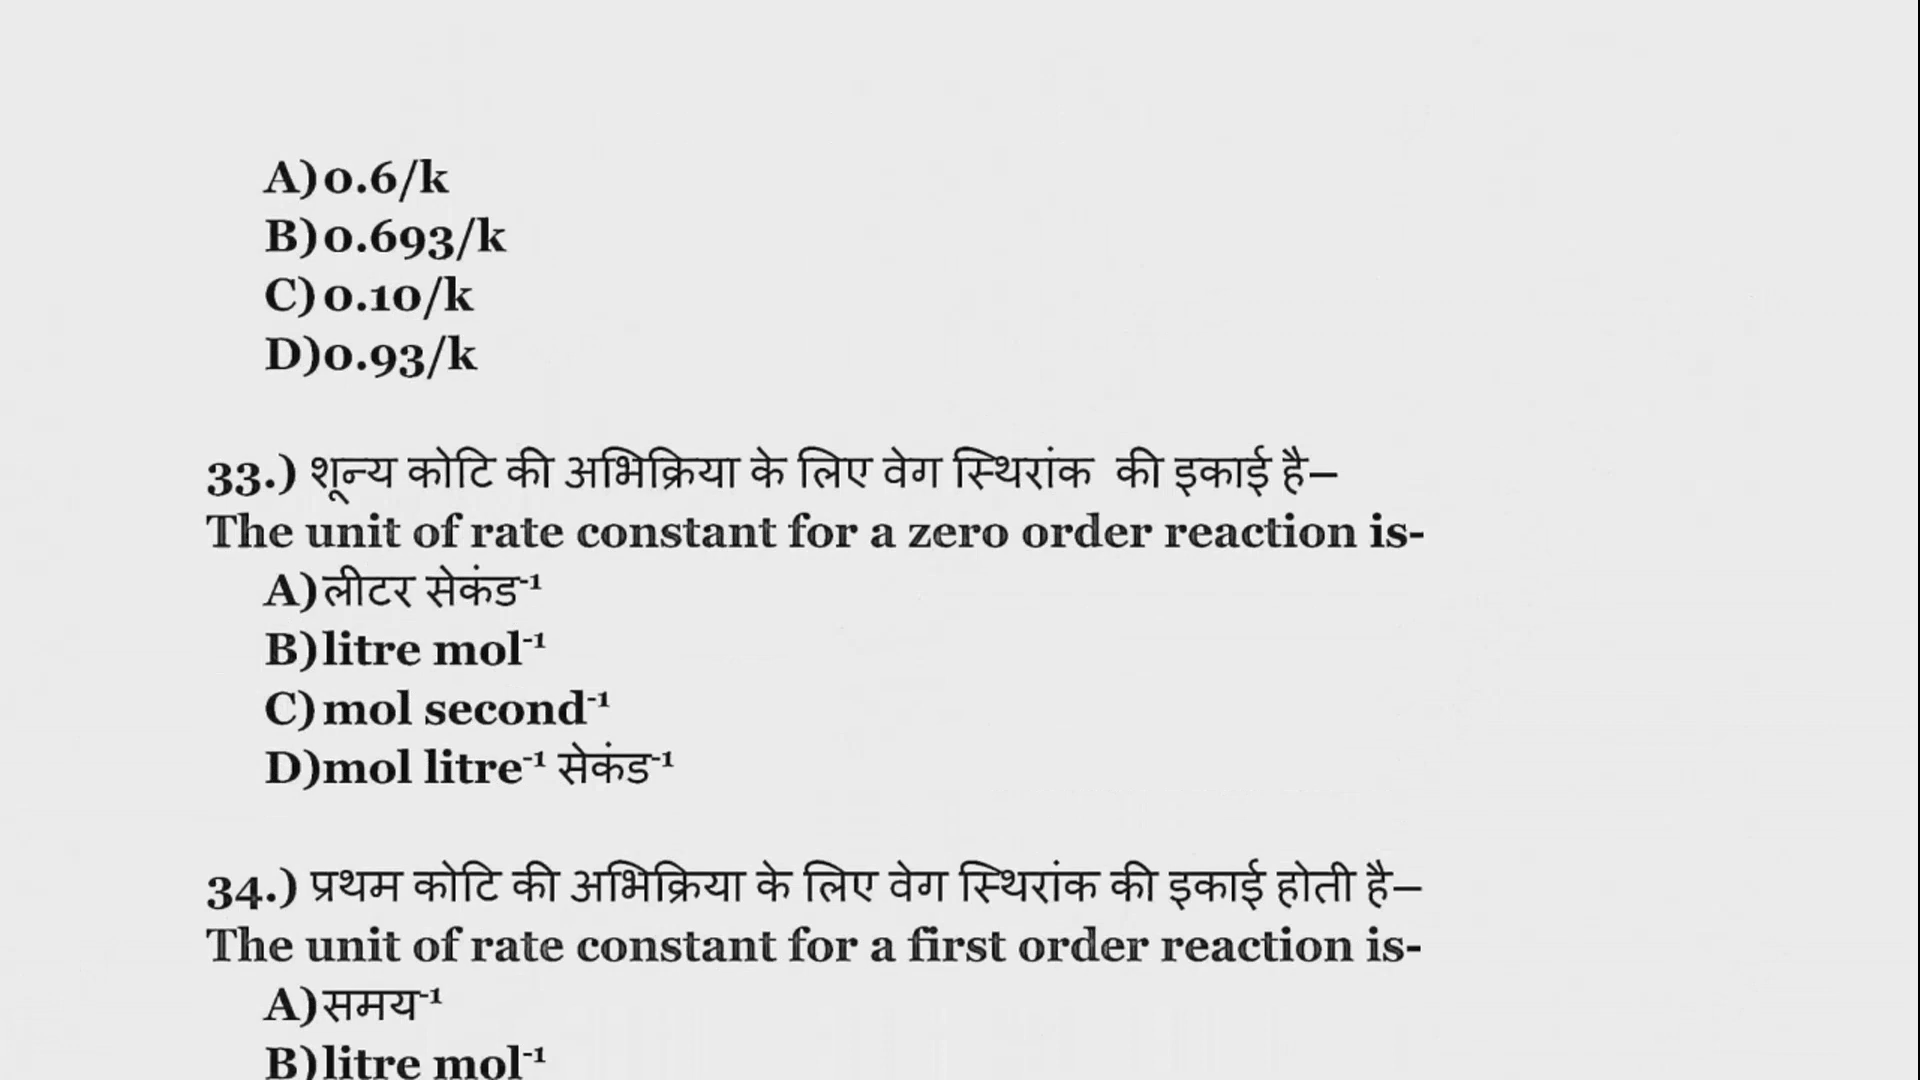 A)0.6/k
B)0.693/k
C)0.10/k
D)0.93/k
33.) शून्य कोटि की अभिक्रिया के लिए वेग स्थिरांक की इकाई है–
The unit of rate constant for a zero order reaction is-
A)लीटर सेकंड⁻¹
B)litre mol⁻¹
C)mol second⁻¹
D)mol litre⁻¹ सेकंड⁻¹
34.) प्रथम कोटि की अभिक्रिया के लिए वेग स्थिरांक की इकाई होती है–
The unit of rate constant for a first order reaction is-
A)समय⁻¹
B)litre mol⁻¹